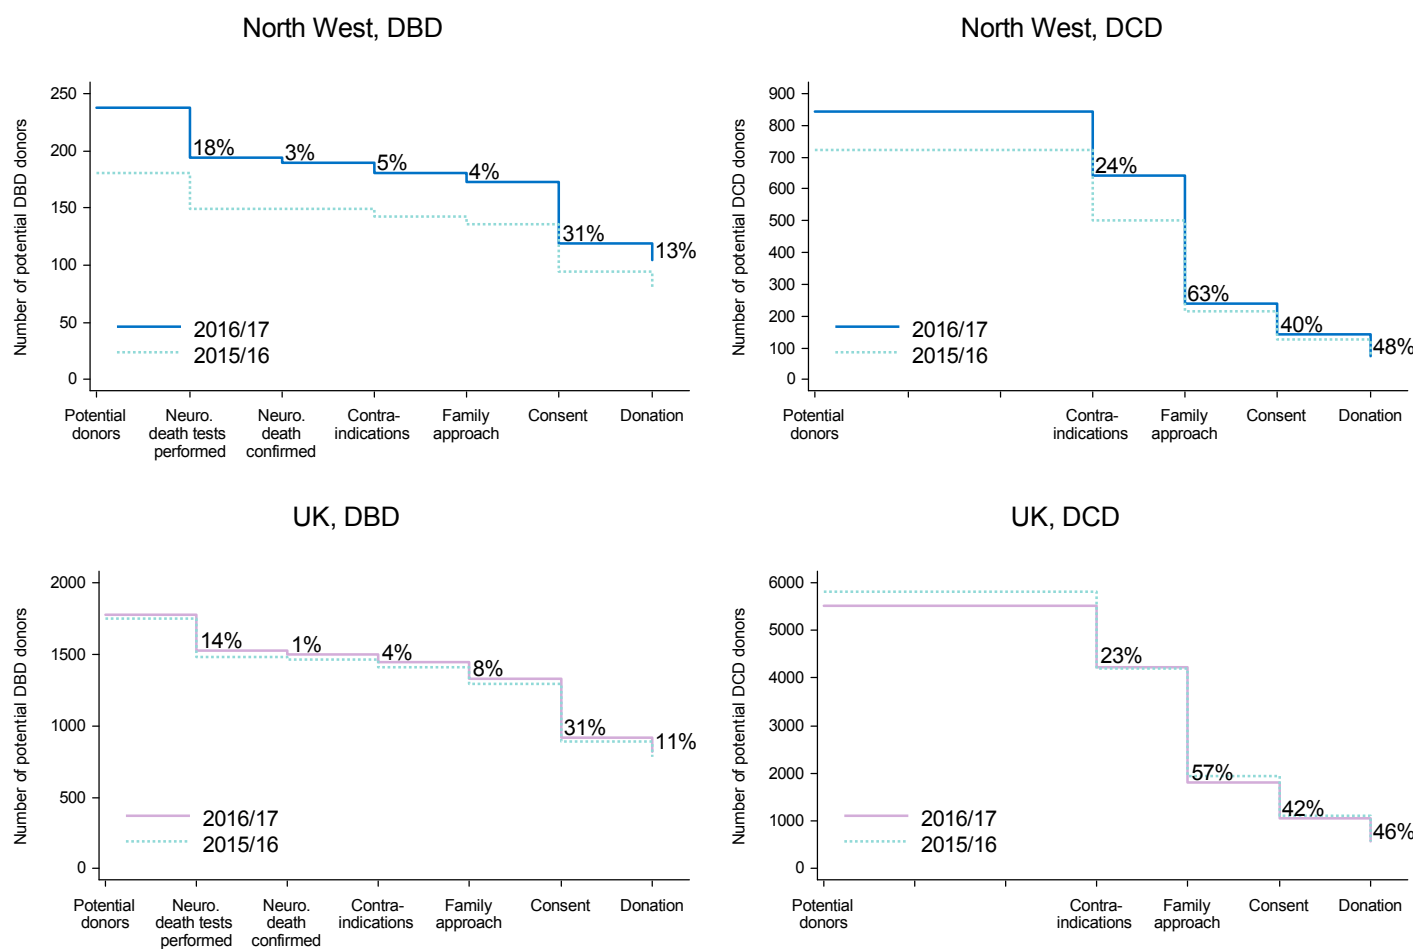 North West, DBD
Number of potential DBD donors
250
200
150
100
50
0
18%
3%
5%
4%
31%
13%
2016/17
2015/16
Potential
donors
Neuro.
death tests
performed
Neuro.
death
confirmed
Contra-
indications
Family
approach
Consent
Donation
North West, DCD
Number of potential DCD donors
900
800
700
600
500
400
300
200
100
0
24%
63%
40%
48%
2016/17
2015/16
Potential
donors
Contra-
indications
Family
approach
Consent
Donation
UK, DBD
Number of potential DBD donors
2000
1500
1000
500
0
14%
1%
4%
8%
31%
11%
2016/17
2015/16
Potential
donors
Neuro.
death tests
performed
Neuro.
death
confirmed
Contra-
indications
Family
approach
Consent
Donation
UK, DCD
Number of potential DCD donors
6000
5000
4000
3000
2000
1000
0
23%
57%
42%
46%
2016/17
2015/16
Potential
donors
Contra-
indications
Family
approach
Consent
Donation